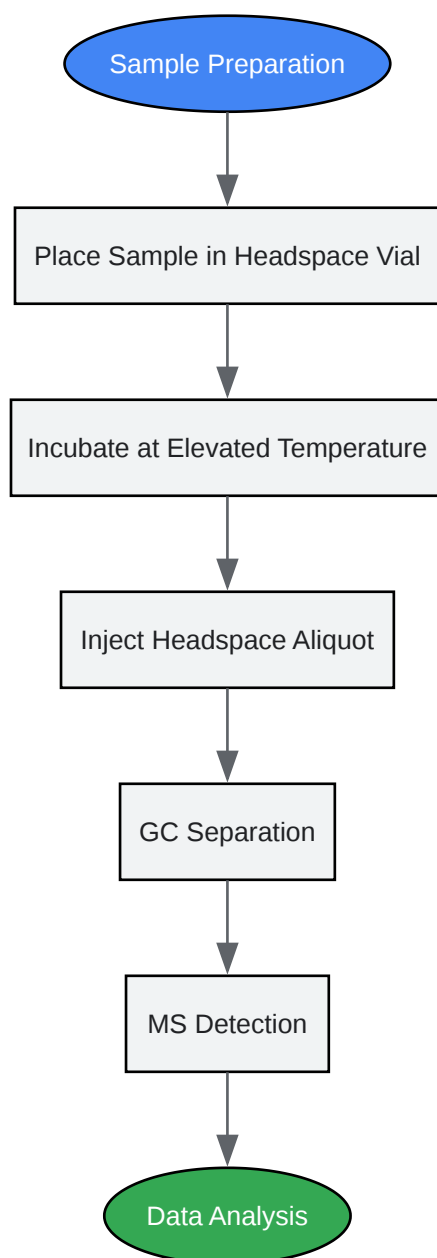 Sample Preparation
Place Sample in Headspace Vial
Incubate at Elevated Temperature
Inject Headspace Aliquot
GC Separation
MS Detection
Data Analysis